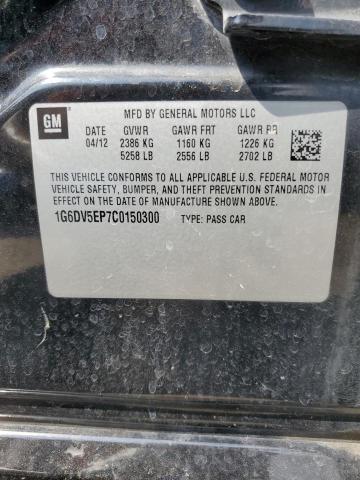 GM
MFD BY GENERAL MOTORS LLC
DATE GVWR GAWR FRT GAWR RR
04/12 2386 KG 1160 KG 1226 KG
5258 LB 2556 LB 2702 LB
THIS VEHICLE CONFORMS TO ALL APPLICABLE U.S. FEDERAL MOTOR
VEHICLE SAFETY, BUMPER, AND THEFT PREVENTION STANDARDS IN
EFFECT ON THE DATE OF MANUFACTURE SHOWN ABOVE.
1G6DV5EP7C0150300 TYPE: PASS CAR